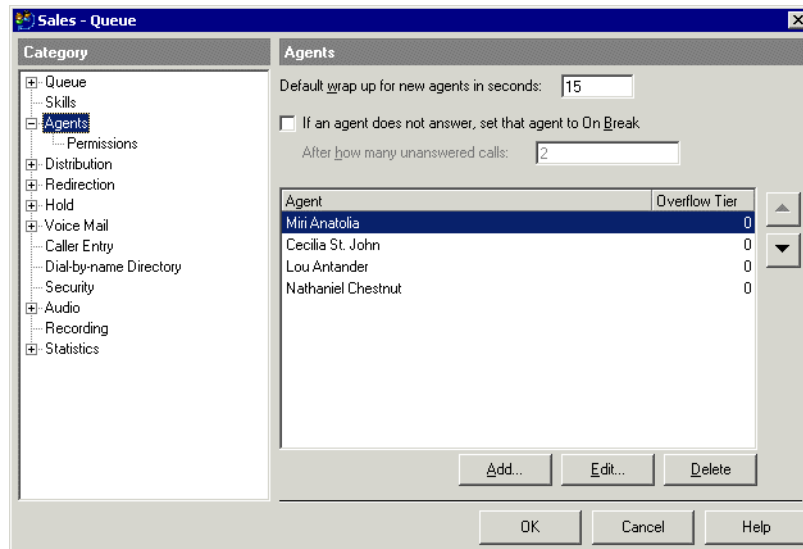 Sales - Queue
Category
Queue
Skills
Agents
Permissions
Distribution
Redirection
Hold
Voice Mail
Caller Entry
Dial-by-name Directory
Security
Audio
Recording
Statistics
Agents
Default wrap up for new agents in seconds: 15
If an agent does not answer, set that agent to On Break
After how many unanswered calls: 2
Agent Overflow Tier
Miri Anatolia 0
Cecilia St. John 0
Lou Antander 0
Nathaniel Chestnut 0
Add... Edit... Delete
OK Cancel Help